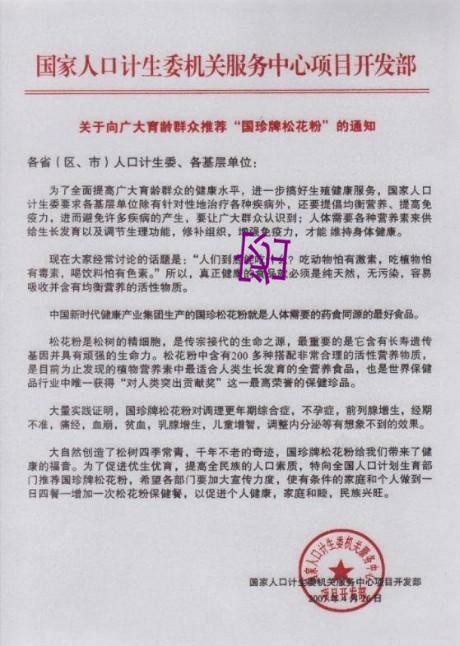 国家人口计生委机关服务中心项目开发部
关于向广大育龄群众推荐“国珍牌松花粉”的通知
各省（区、市）人口计生委、各基层单位：
为了全面提高广大育龄群众的健康水平，进一步搞好生殖健康服务，国家人口
计生委要求各基层单位除有针对性地治疗各种疾病外，还要提倡均衡营养、提高免
疫力，进而避免许多疾病的产生，要让广大群众认识到：人体需要各种营养素来供
给生长发育以及调节生理功能，修补组织，增强免疫力，才能 维持身体健康。
现在大家经常讨论的话题是：“人们到底能吃什么？吃动物怕有激素，吃植物怕
有毒素，喝饮料怕有色素。”所以，真正健康的食品就必须是纯天然，无污染，容易
吸收并含有均衡营养的活性物质。
中国新时代健康产业集团生产的国珍松花粉就是人体需要的药食同源的最好食品。
松花粉是松树的精细胞，是传宗接代的生命之源，最重要的是它含有长寿遗传
基因并具有顽强的生命力。松花粉中含有200 多种搭配非常合理的活性营养物质，
是目前为止发现的植物营养素中最适合人类生长发育的全营养食品，也是世界保健
品行业中唯一获得“对人类突出贡献奖”这一最高荣誉的保健珍品。
大量实践证明，国珍牌松花粉对调理更年期综合症，不孕症，前列腺增生，经期
不准，痛经，血崩，贫血，乳腺增生，儿童增智，调整内分泌等有想象不到的效果。
大自然创造了松树四季常青，千年不老的奇迹，国珍牌松花粉给我们带来了健
康的福音。为了促进优生优育，提高全民族的人口素质，特向全国人口计划生育部
门推荐国珍牌松花粉，希望各部门要加大宣传力度，使有条件的家庭和个人做到一
日四餐—增加一次松花粉保健餐，以促进个人健康，家庭和睦，民族兴旺。
国家人口计生委机关服务中心项目开发部
2007 年 4 月 26 日